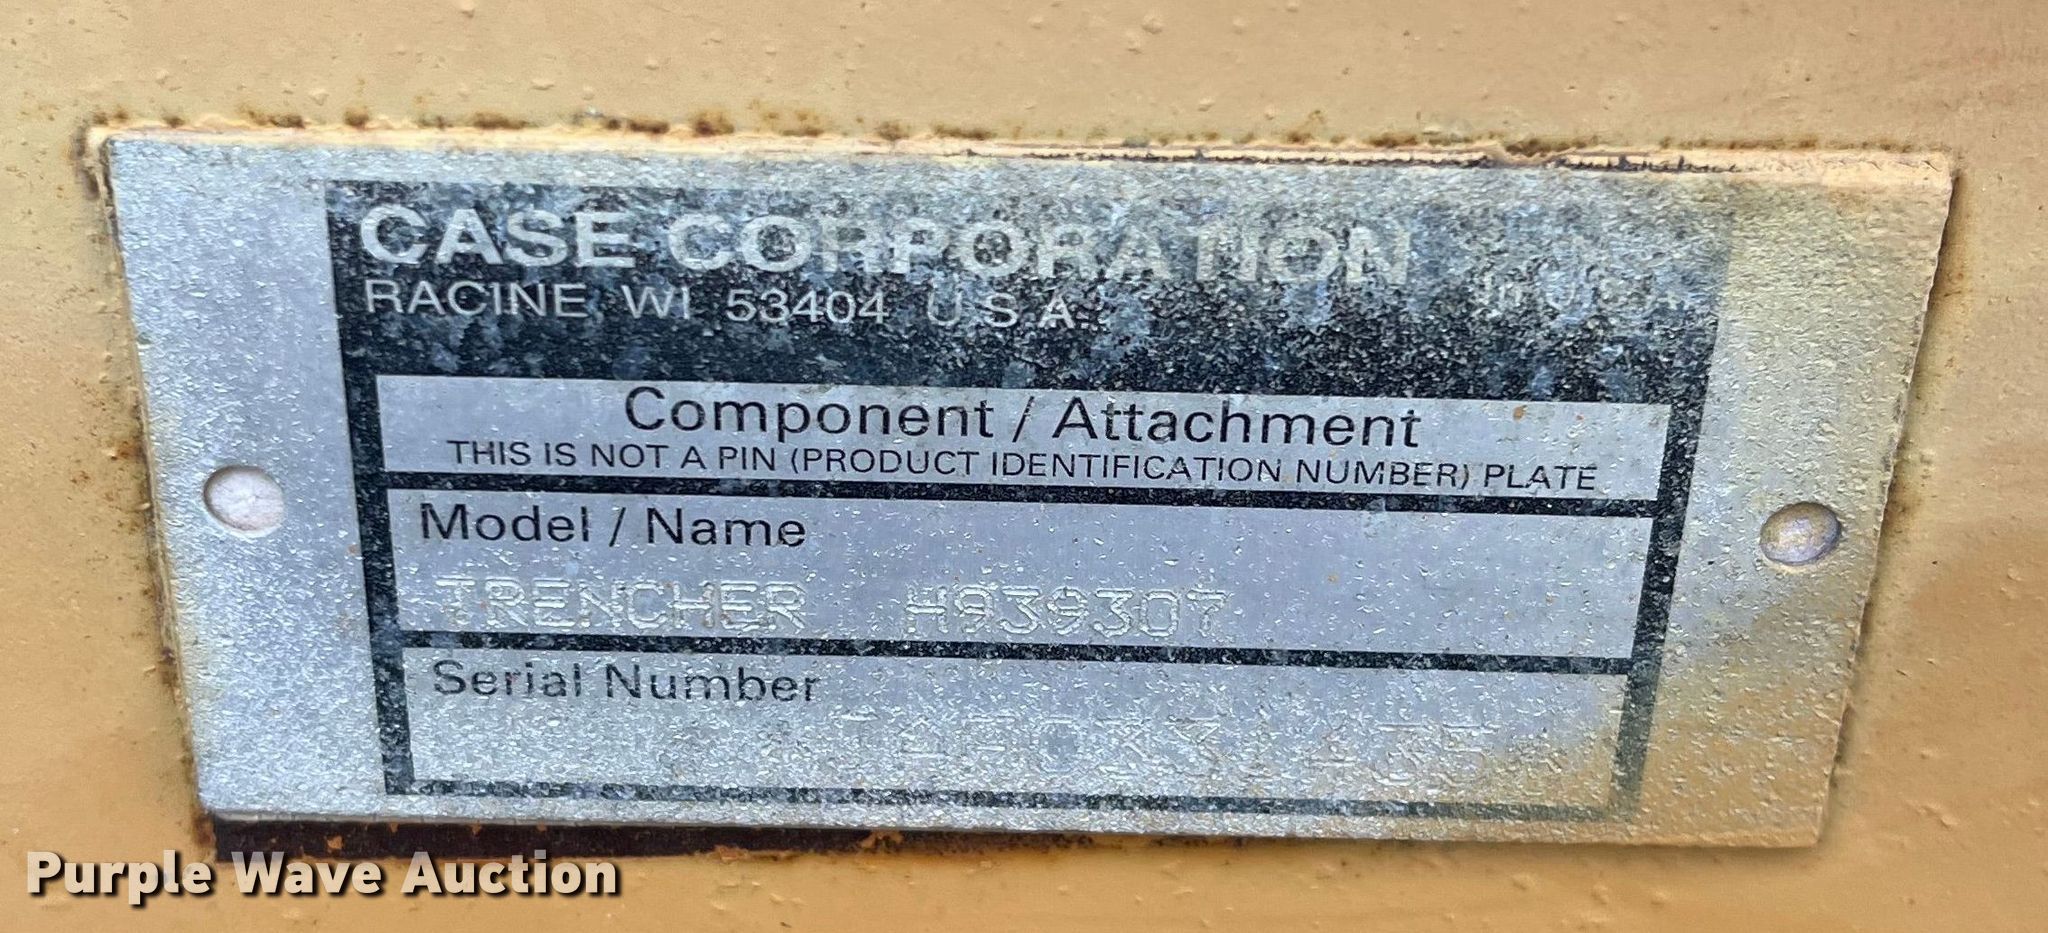 CASE CORPORATION
RACINE, WI 53404 U.S.A.
in U.S.A.
Component / Attachment
THIS IS NOT A PIN (PRODUCT IDENTIFICATION NUMBER) PLATE
Model / Name
TRENCHER H939307
Serial Number
Purple Wave Auction